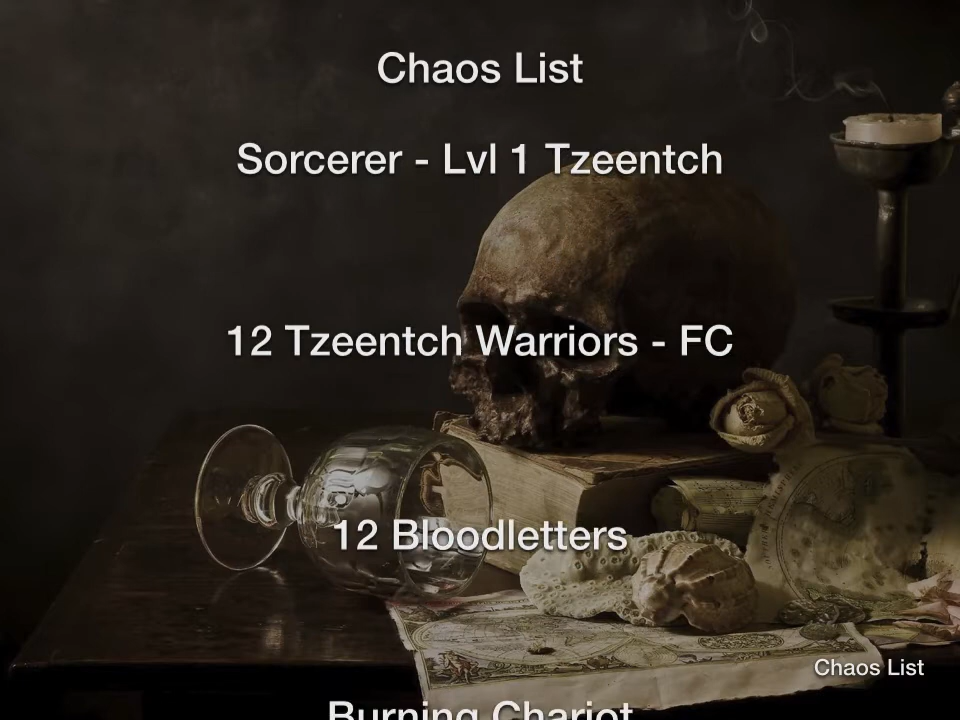 Chaos List
Sorcerer - Lvl 1 Tzeentch
12 Tzeentch Warriors - FC
12 Bloodletters
Chaos List
Burning Chariot